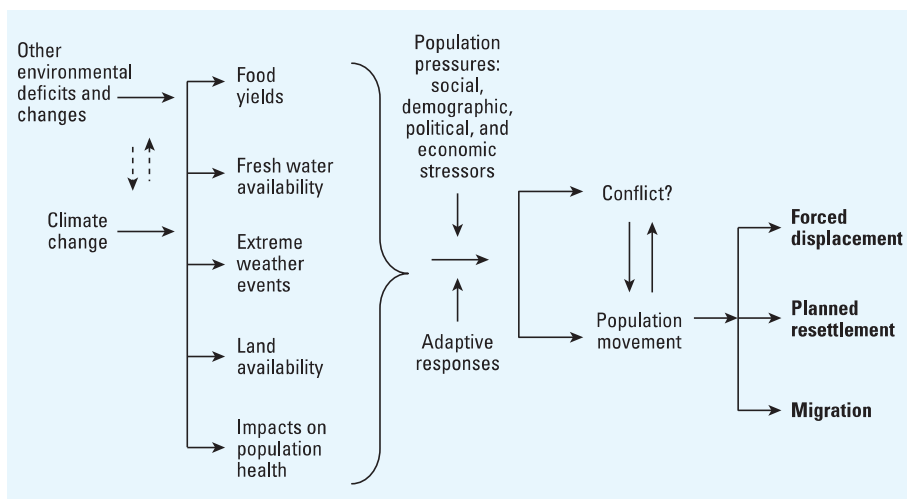 Other
environmental
deficits and
changes
Climate
change
Food
yields
Fresh water
availability
Extreme
weather
events
Land
availability
Impacts on
population
health
Population
pressures:
social,
demographic,
political, and
economic
stressors
Adaptive
responses
Conflict?
Population
movement
Forced
displacement
Planned
resettlement
Migration